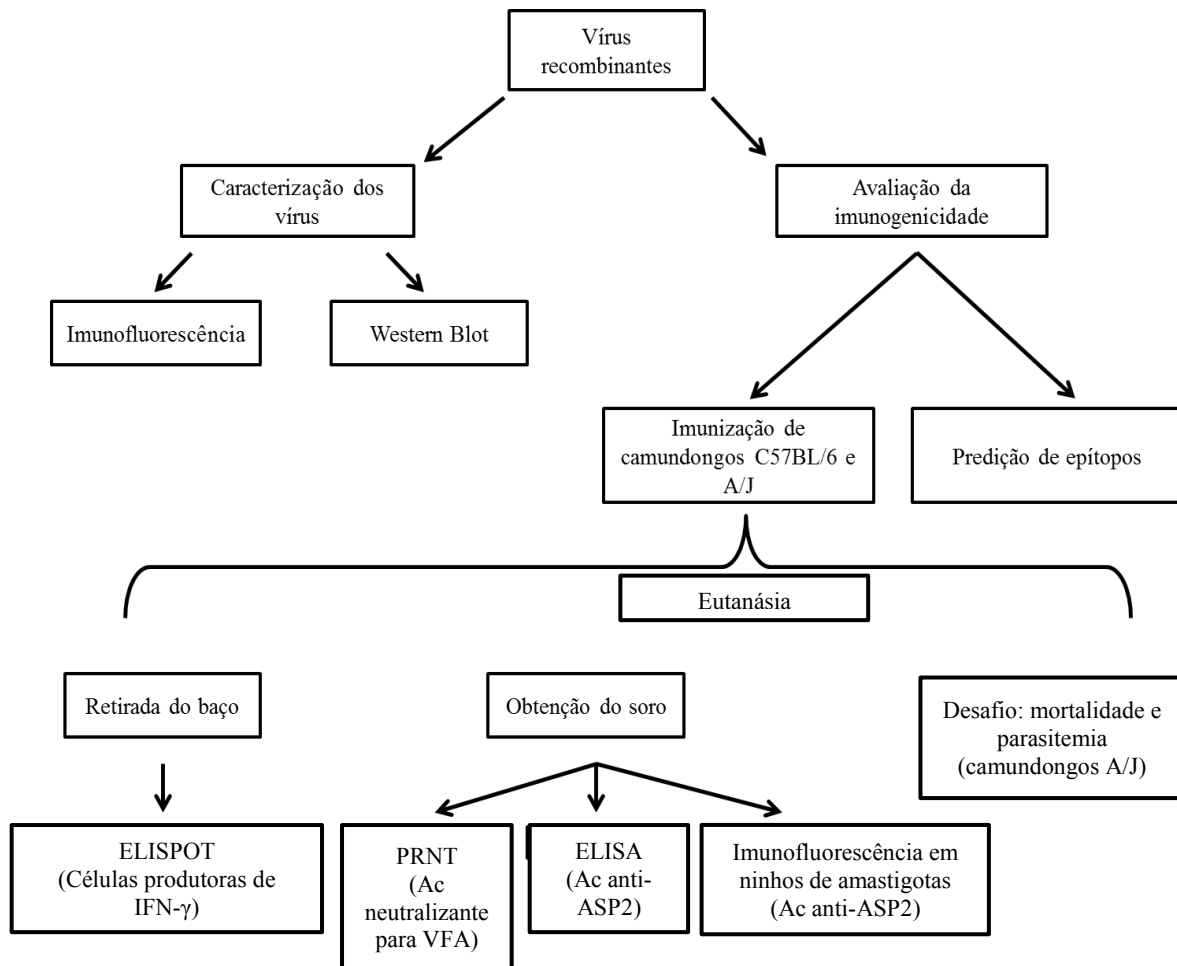 Vírus
recombinantes
Caracterização dos
vírus
Avaliação da
imunogenicidade
Imunofluorescência
Western Blot
Imunização de
camundongos C57BL/6 e
A/J
Predição de epítopos
Eutanásia
Retirada do baço
Obtenção do soro
Desafio: mortalidade e
parasitemia
(camundongos A/J)
ELISPOT
(Células produtoras de
IFN-γ)
PRNT
(Ac
neutralizante
para VFA)
ELISA
(Ac anti-
ASP2)
Imunofluorescência em
ninhos de amastigotas
(Ac anti-ASP2)